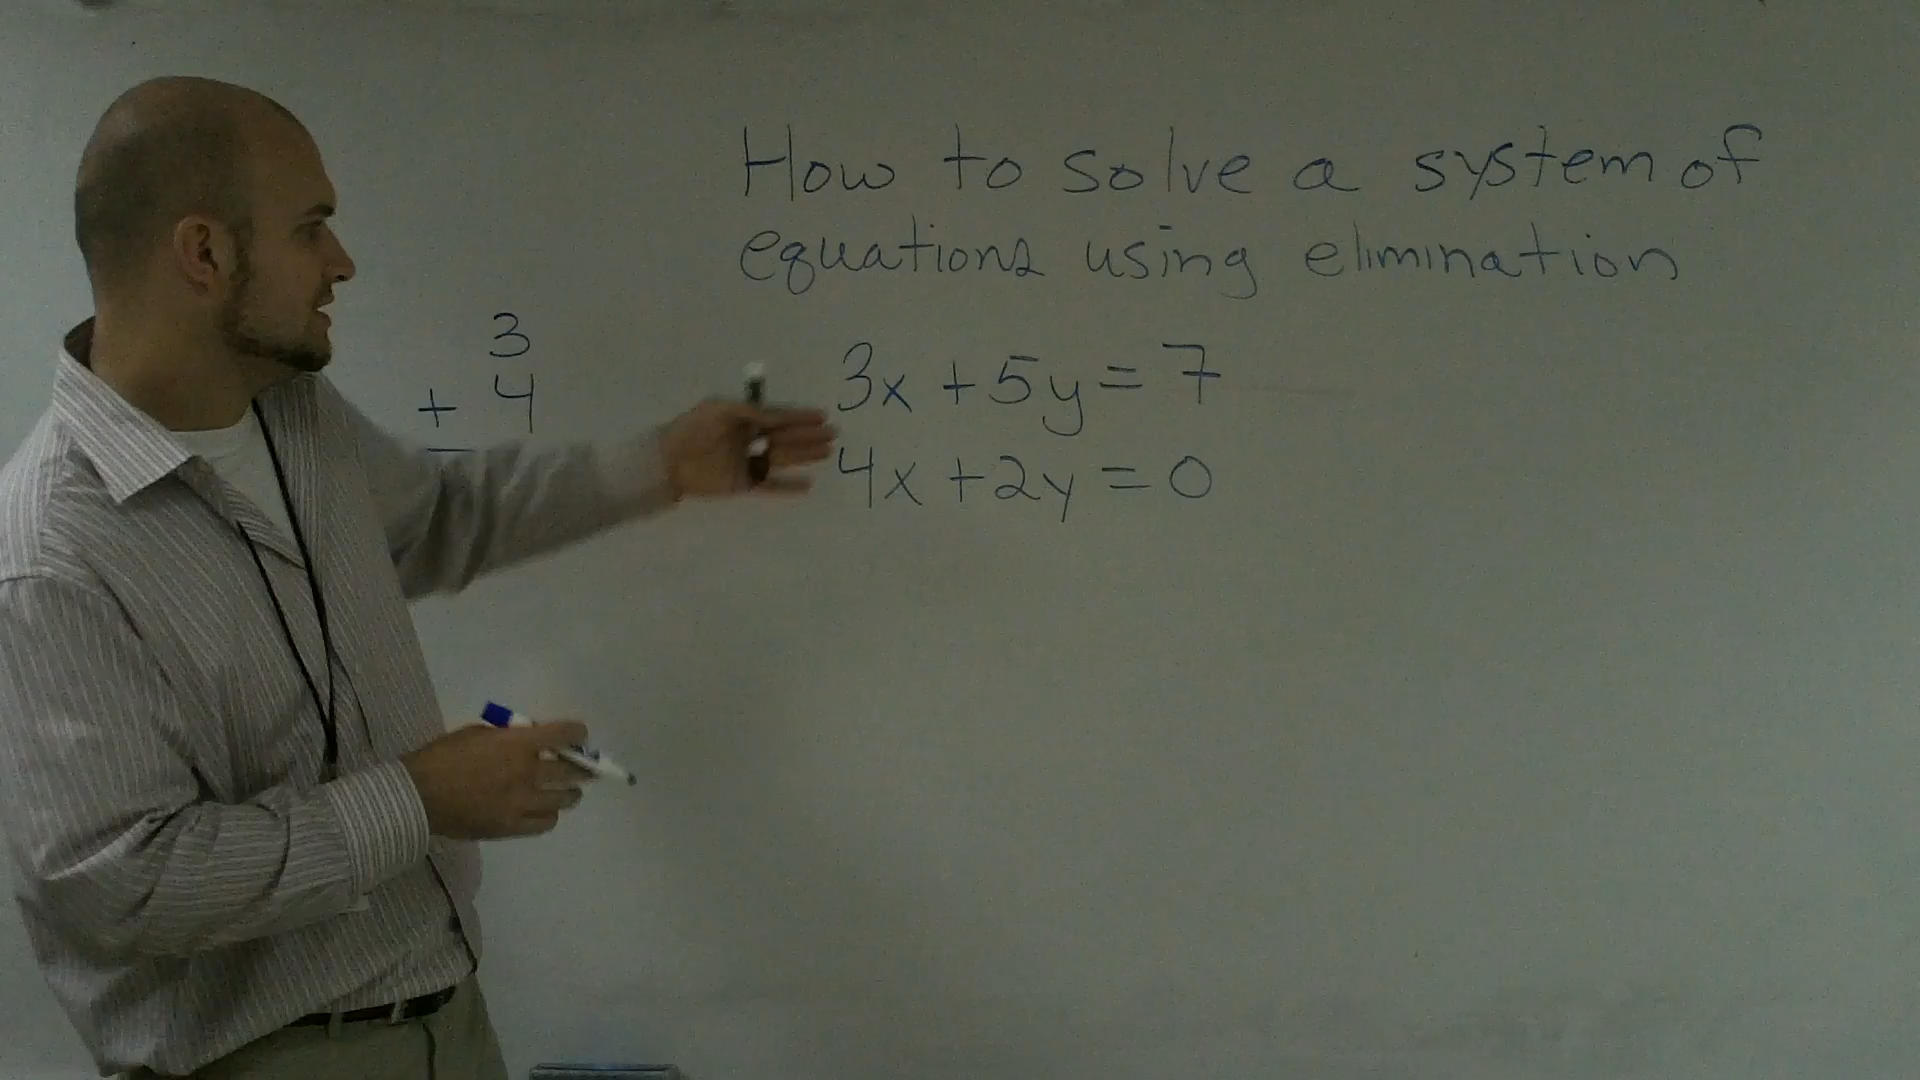 How to solve a system of
equations using elimination
3
+ 4
3x + 5y = 7
4x + 2y = 0